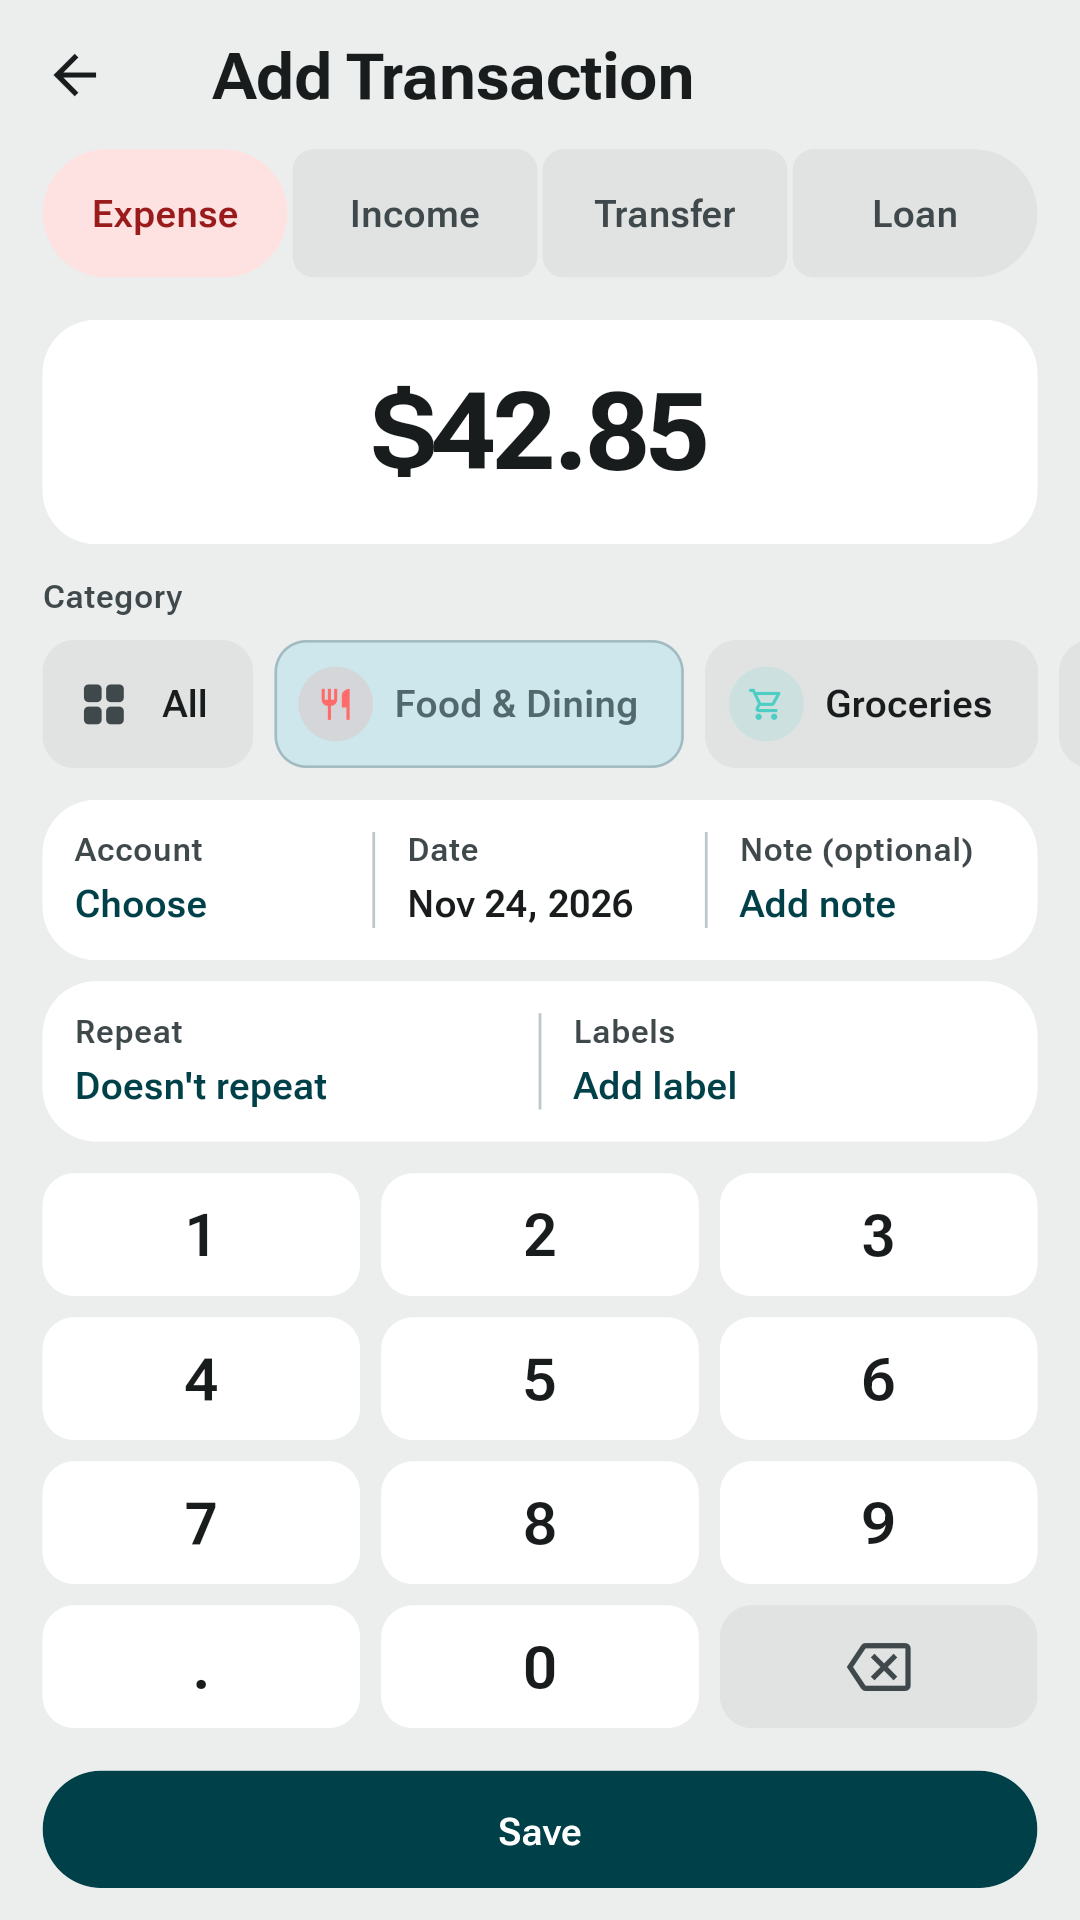 Add Transaction
Expense
Income
Transfer
Loan
$42.85
Category
All
Food & Dining
Groceries
Account
Choose
Date
Nov 24, 2026
Note (optional)
Add note
Repeat
Doesn't repeat
Labels
Add label
1
2
3
4
5
6
7
8
9
.
0
Save